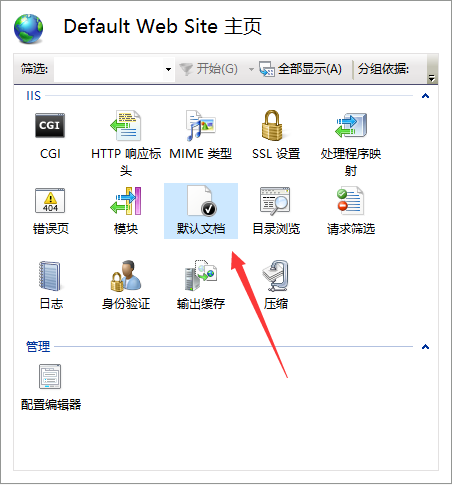 Default Web Site 主页
筛选: 开始(G) 全部显示(A) 分组依据:
IIS
CGI
CGI HTTP 响应标头 MIME 类型 SSL 设置 处理程序映射
404
错误页 模块 默认文档 目录浏览 请求筛选
日志 身份验证 输出缓存 压缩
管理
配置编辑器